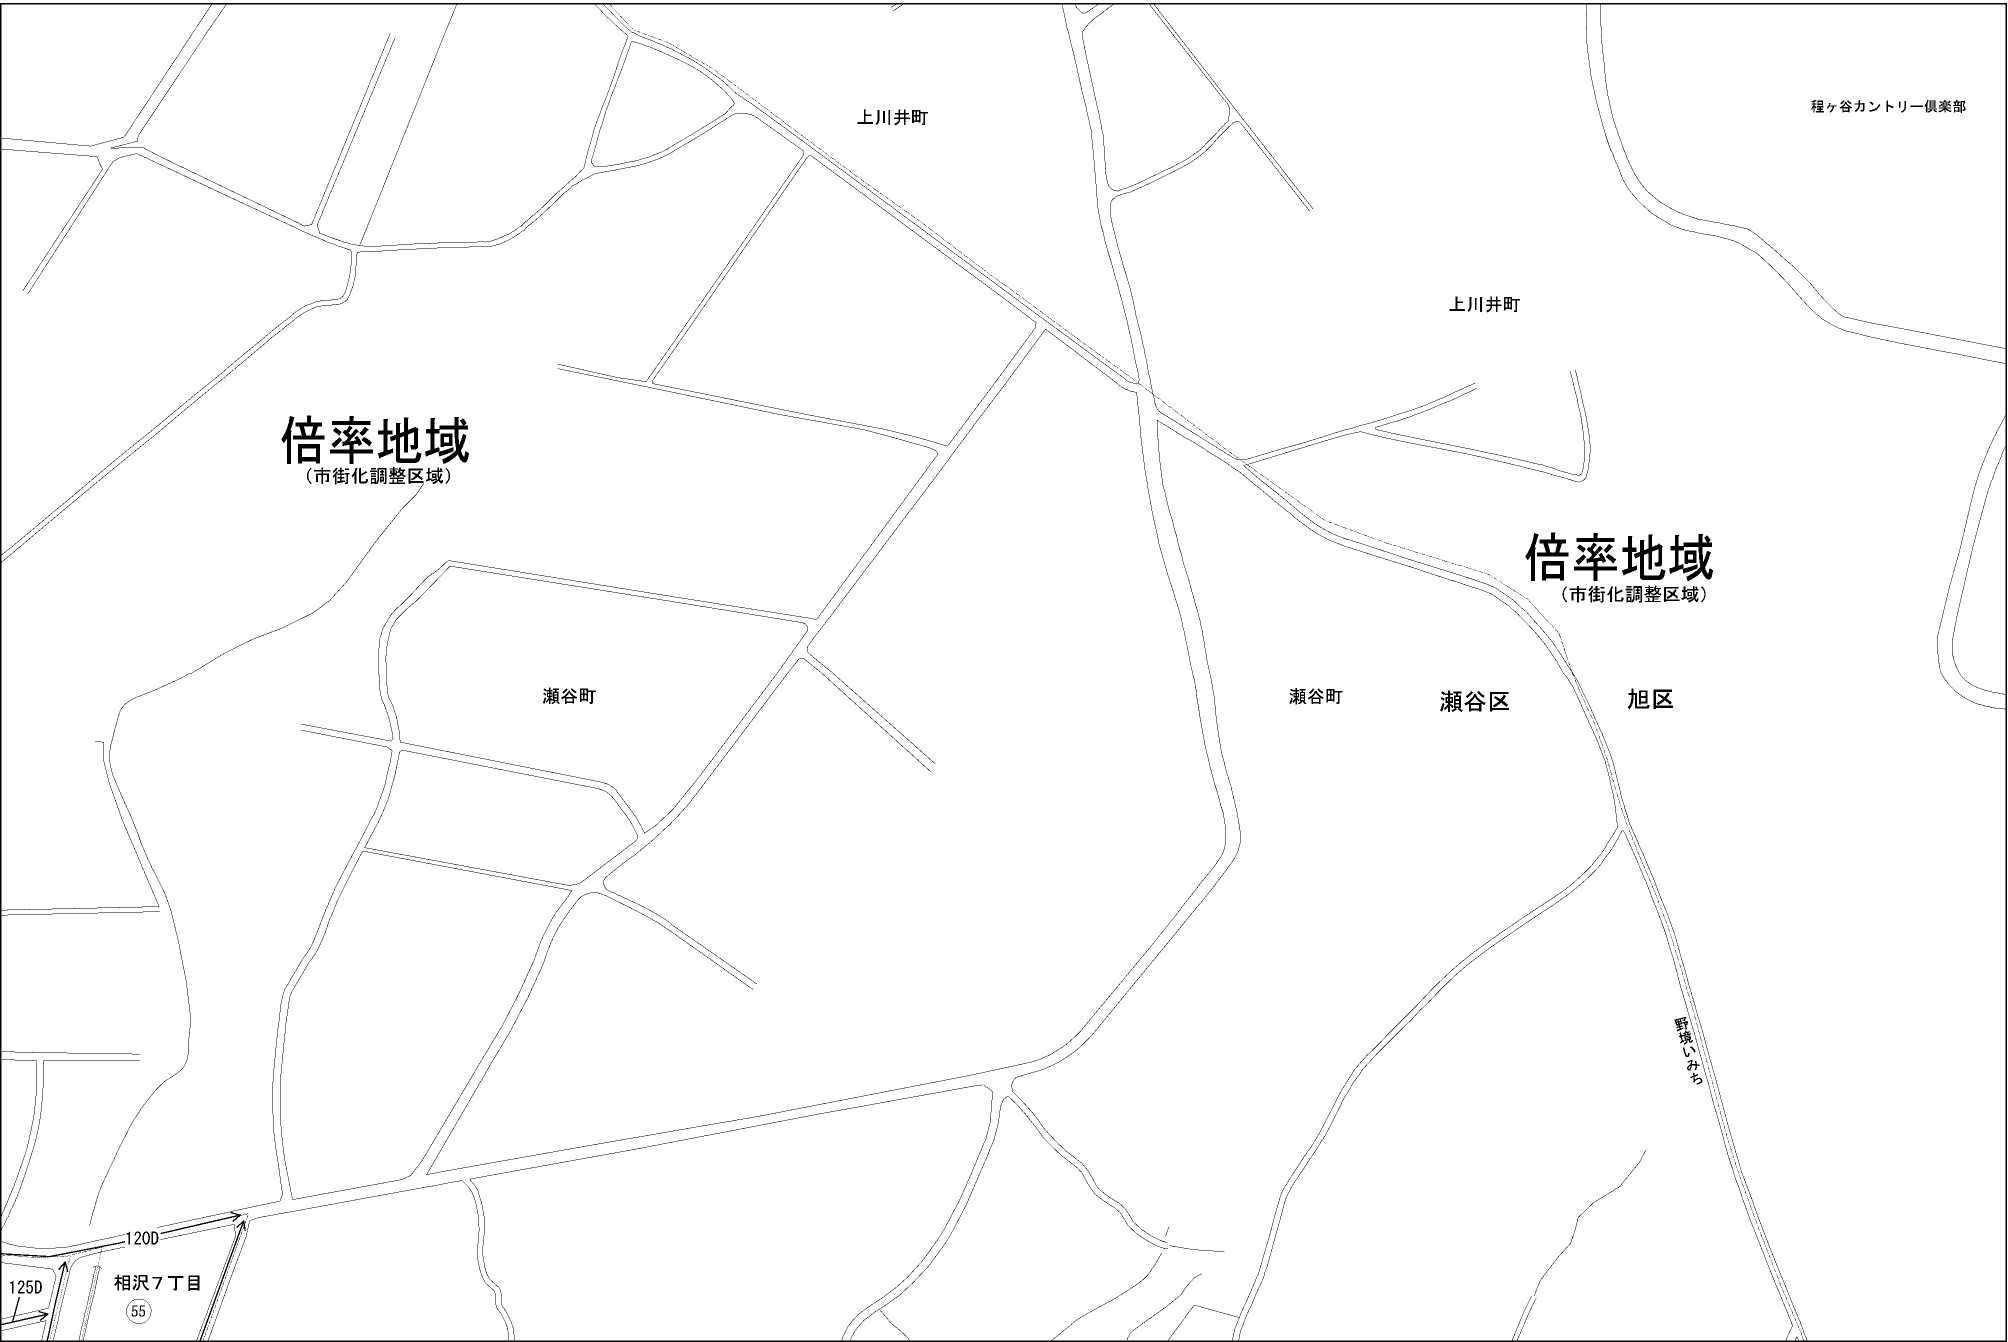 程ヶ谷カントリー倶楽部
上川井町
上川井町
倍率地域
（市街化調整区域）
倍率地域
（市街化調整区域）
瀬谷町
瀬谷町
瀬谷区
旭区
野境いみち
120D
125D
相沢７丁目
55